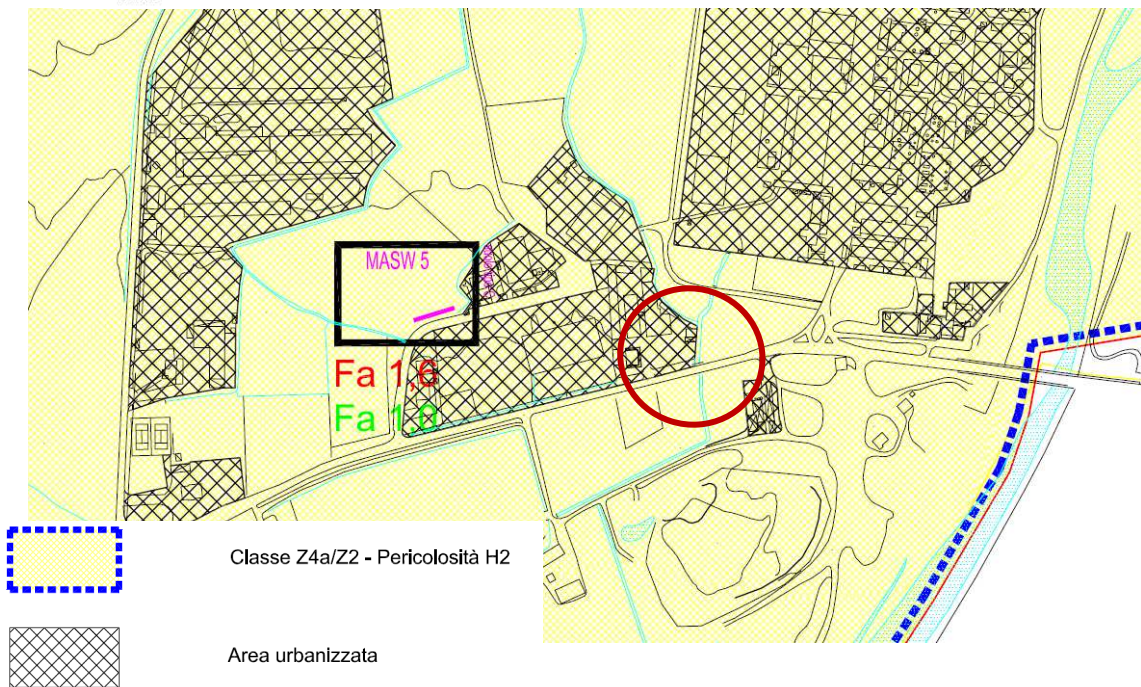 MASW 5
Fa 1,6
Fa 1,0
Classe Z4a/Z2 - Pericolosità H2
Area urbanizzata